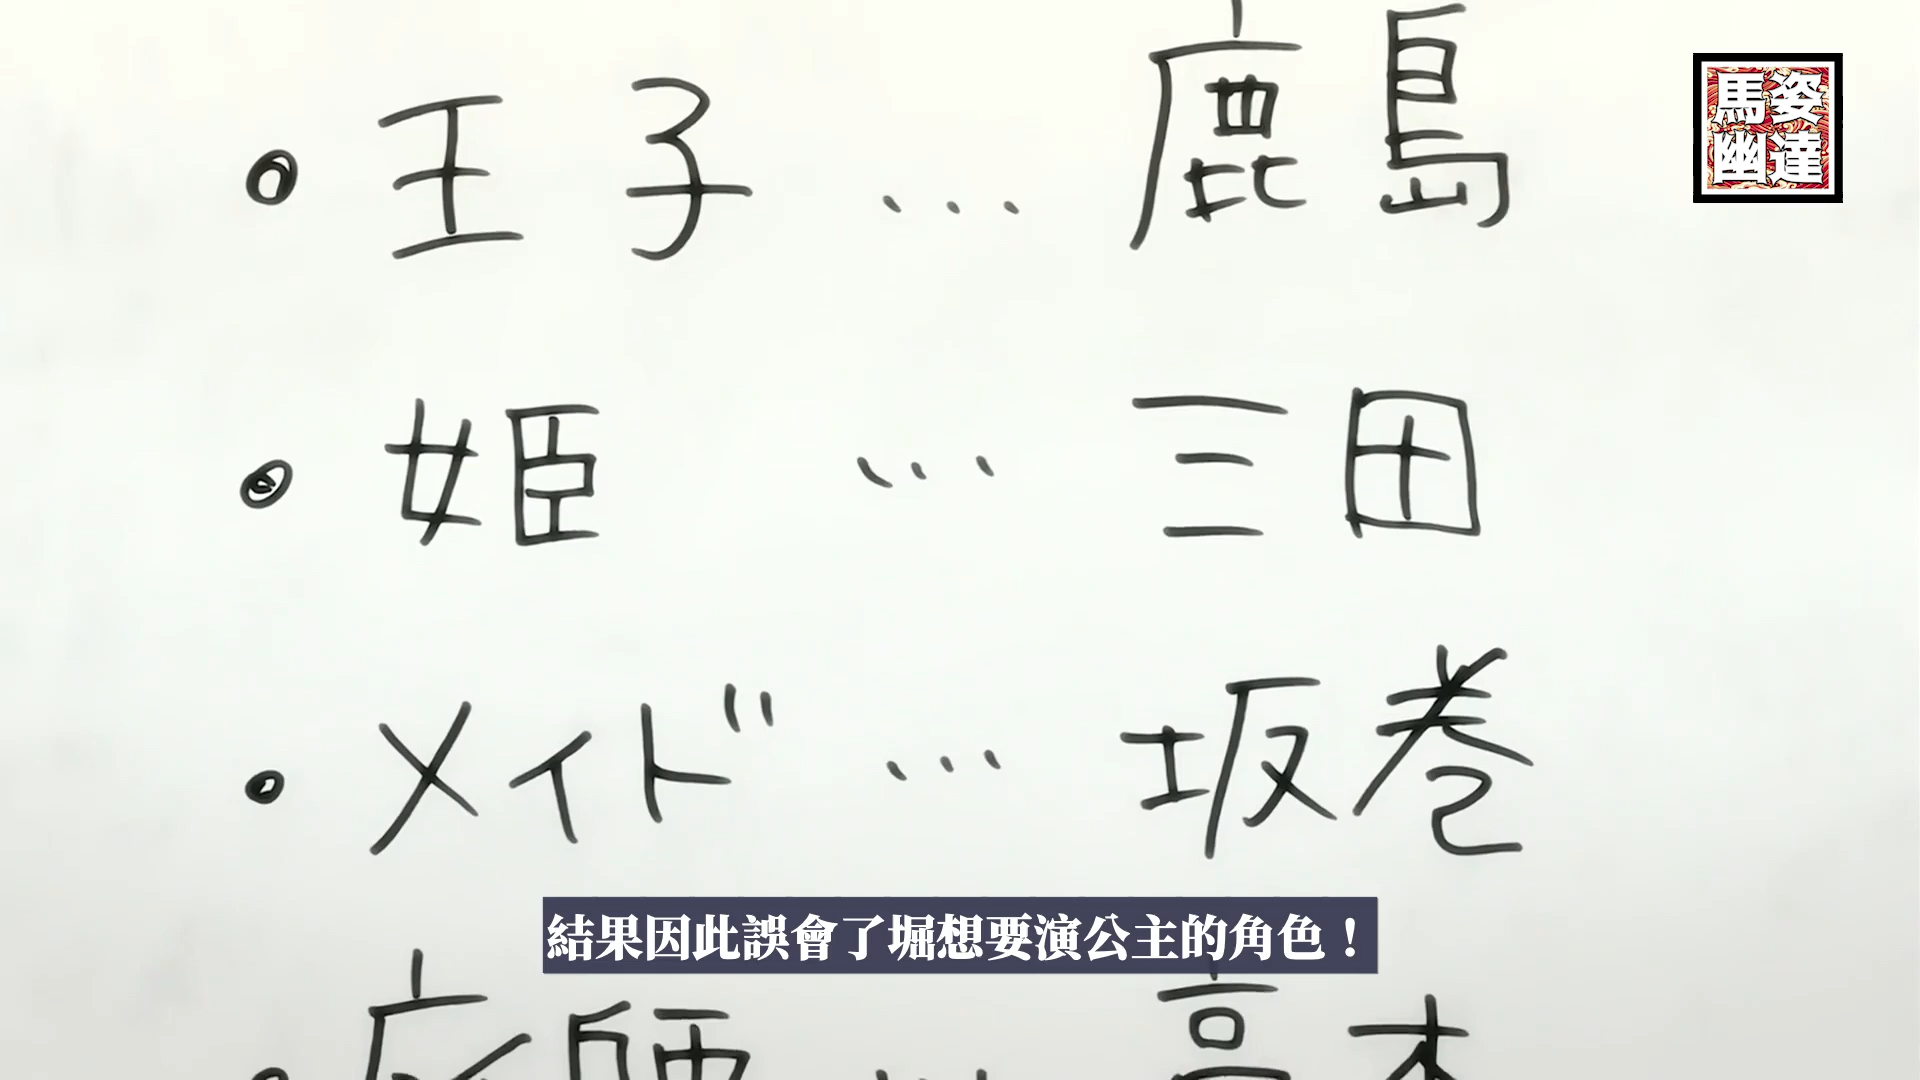 王子…鹿島
馬姿
幽達
姫…三田
メイド…坂巻
結果因此誤會了堀想要演公主的角色！